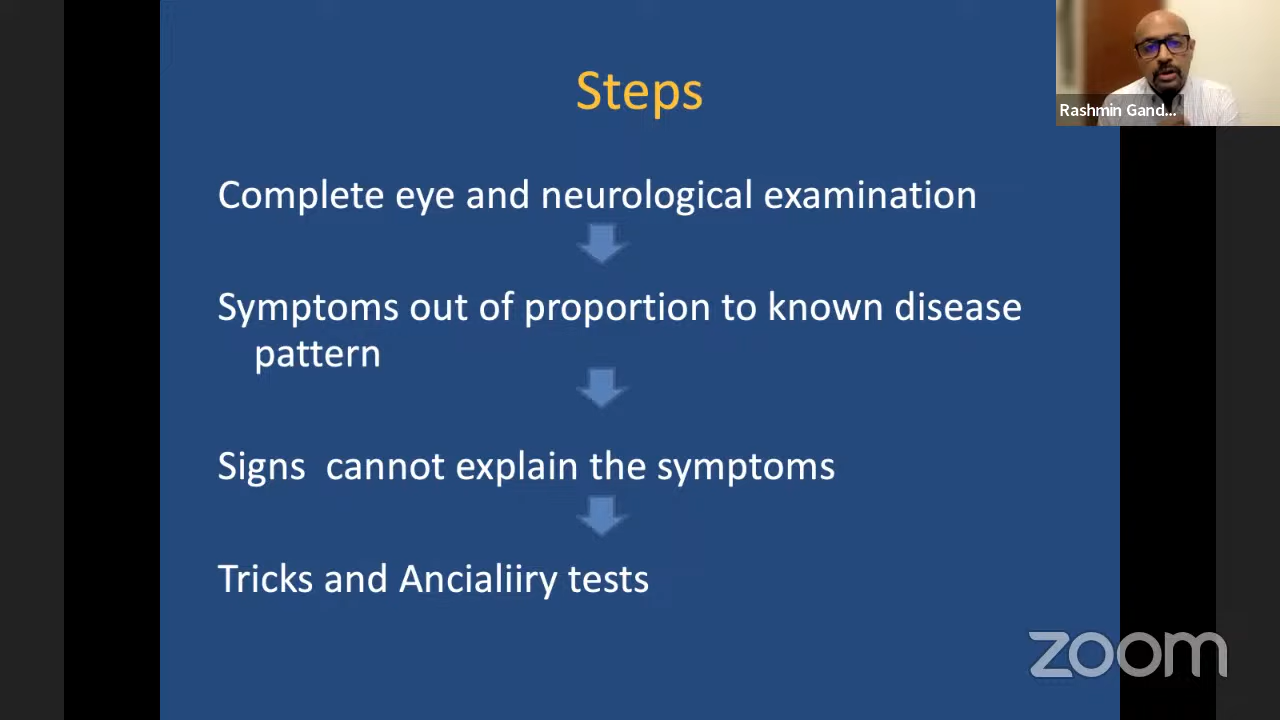 Steps
Rashmin Gand...
Complete eye and neurological examination
Symptoms out of proportion to known disease
pattern
Signs cannot explain the symptoms
Tricks and Ancialiiry tests
zoom